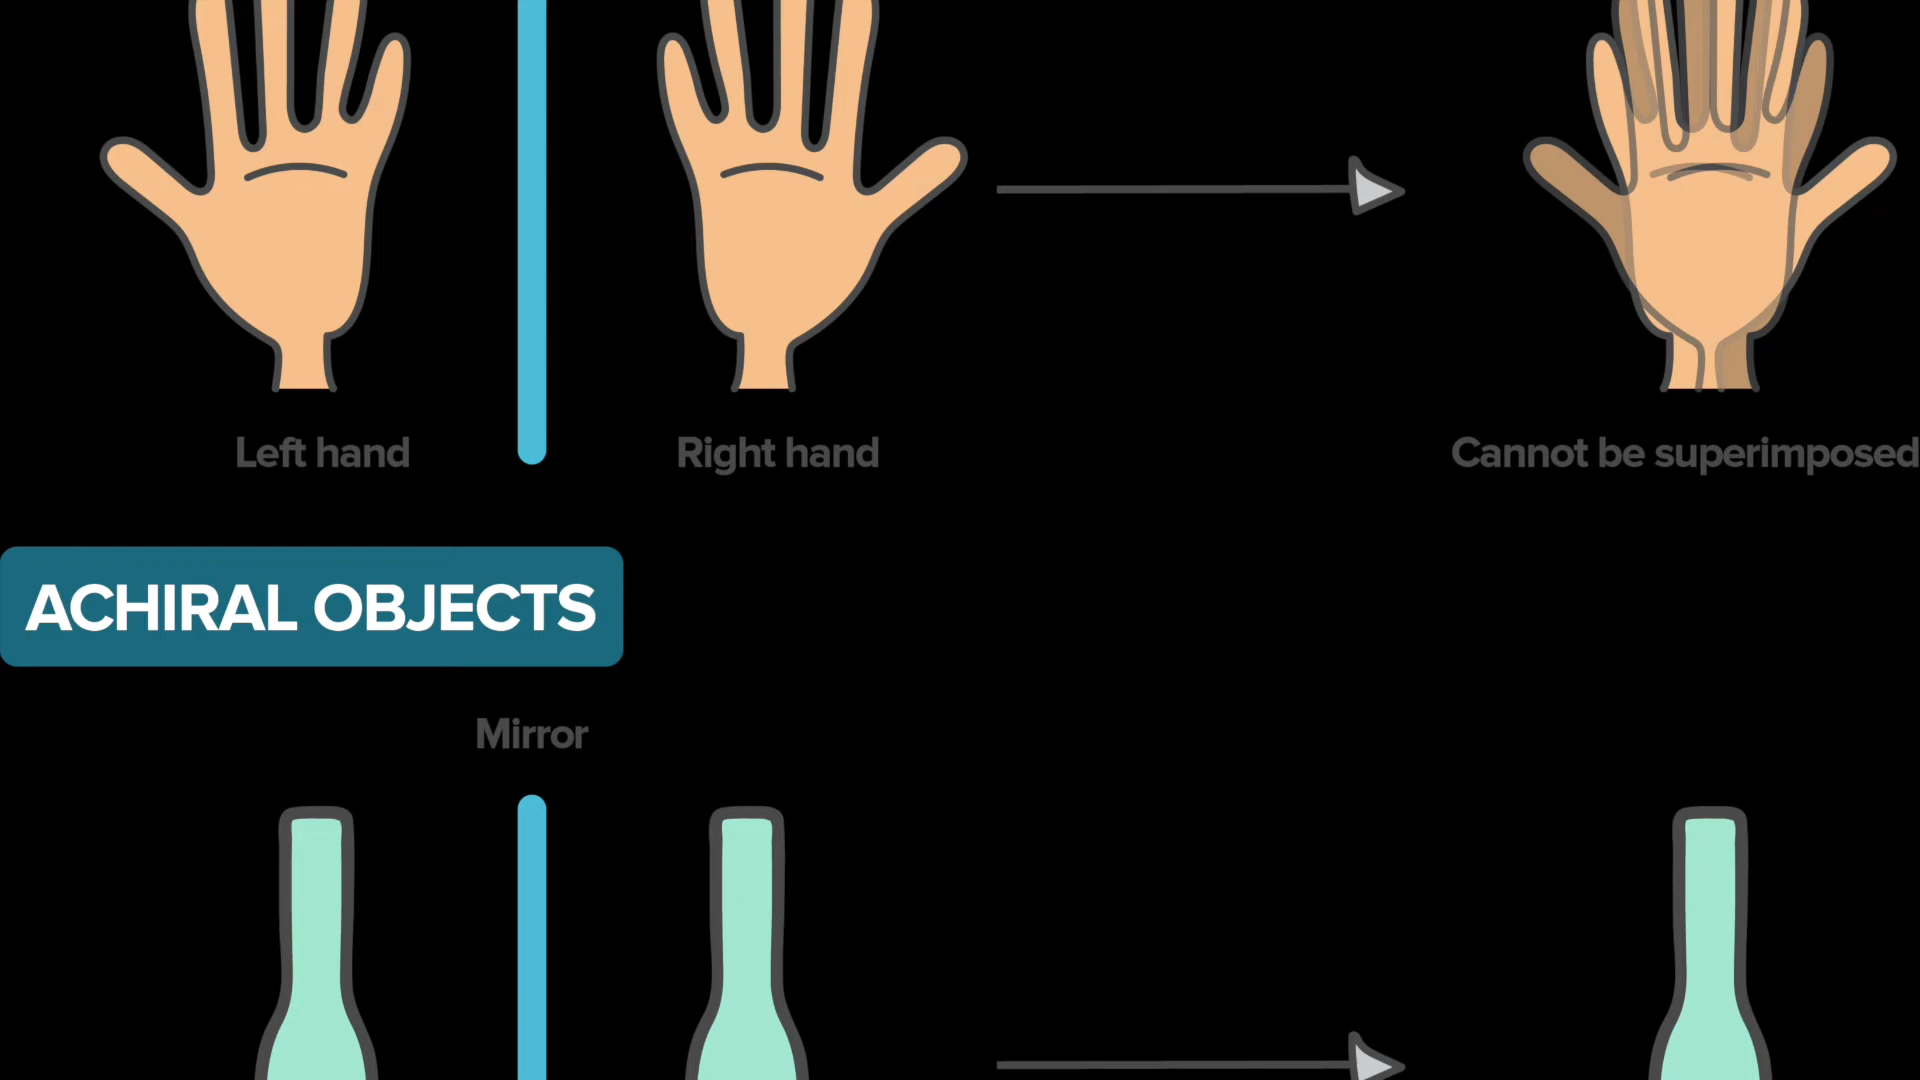 Left hand
Right hand
Cannot be superimposed
ACHIRAL OBJECTS
Mirror